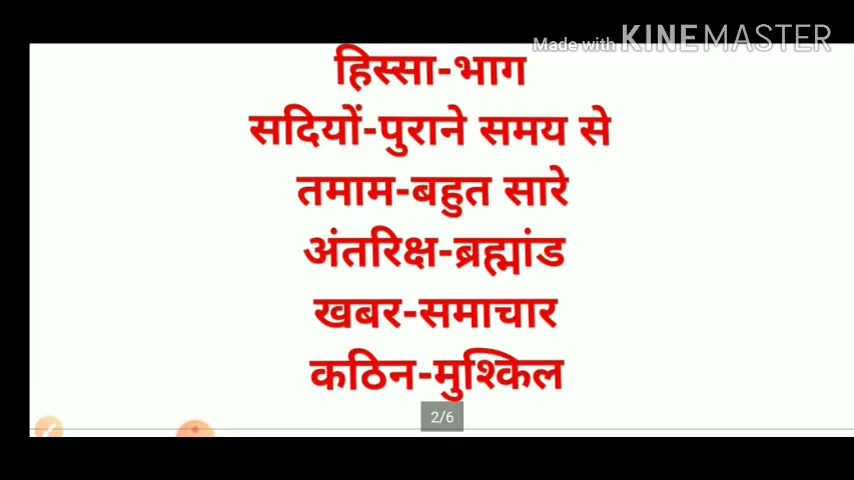 Made with KINEMASTER
हिस्सा-भाग
सदियों-पुराने समय से
तमाम-बहुत सारे
अंतरिक्ष-ब्रह्मांड
खबर-समाचार
कठिन-मुश्किल
2/6